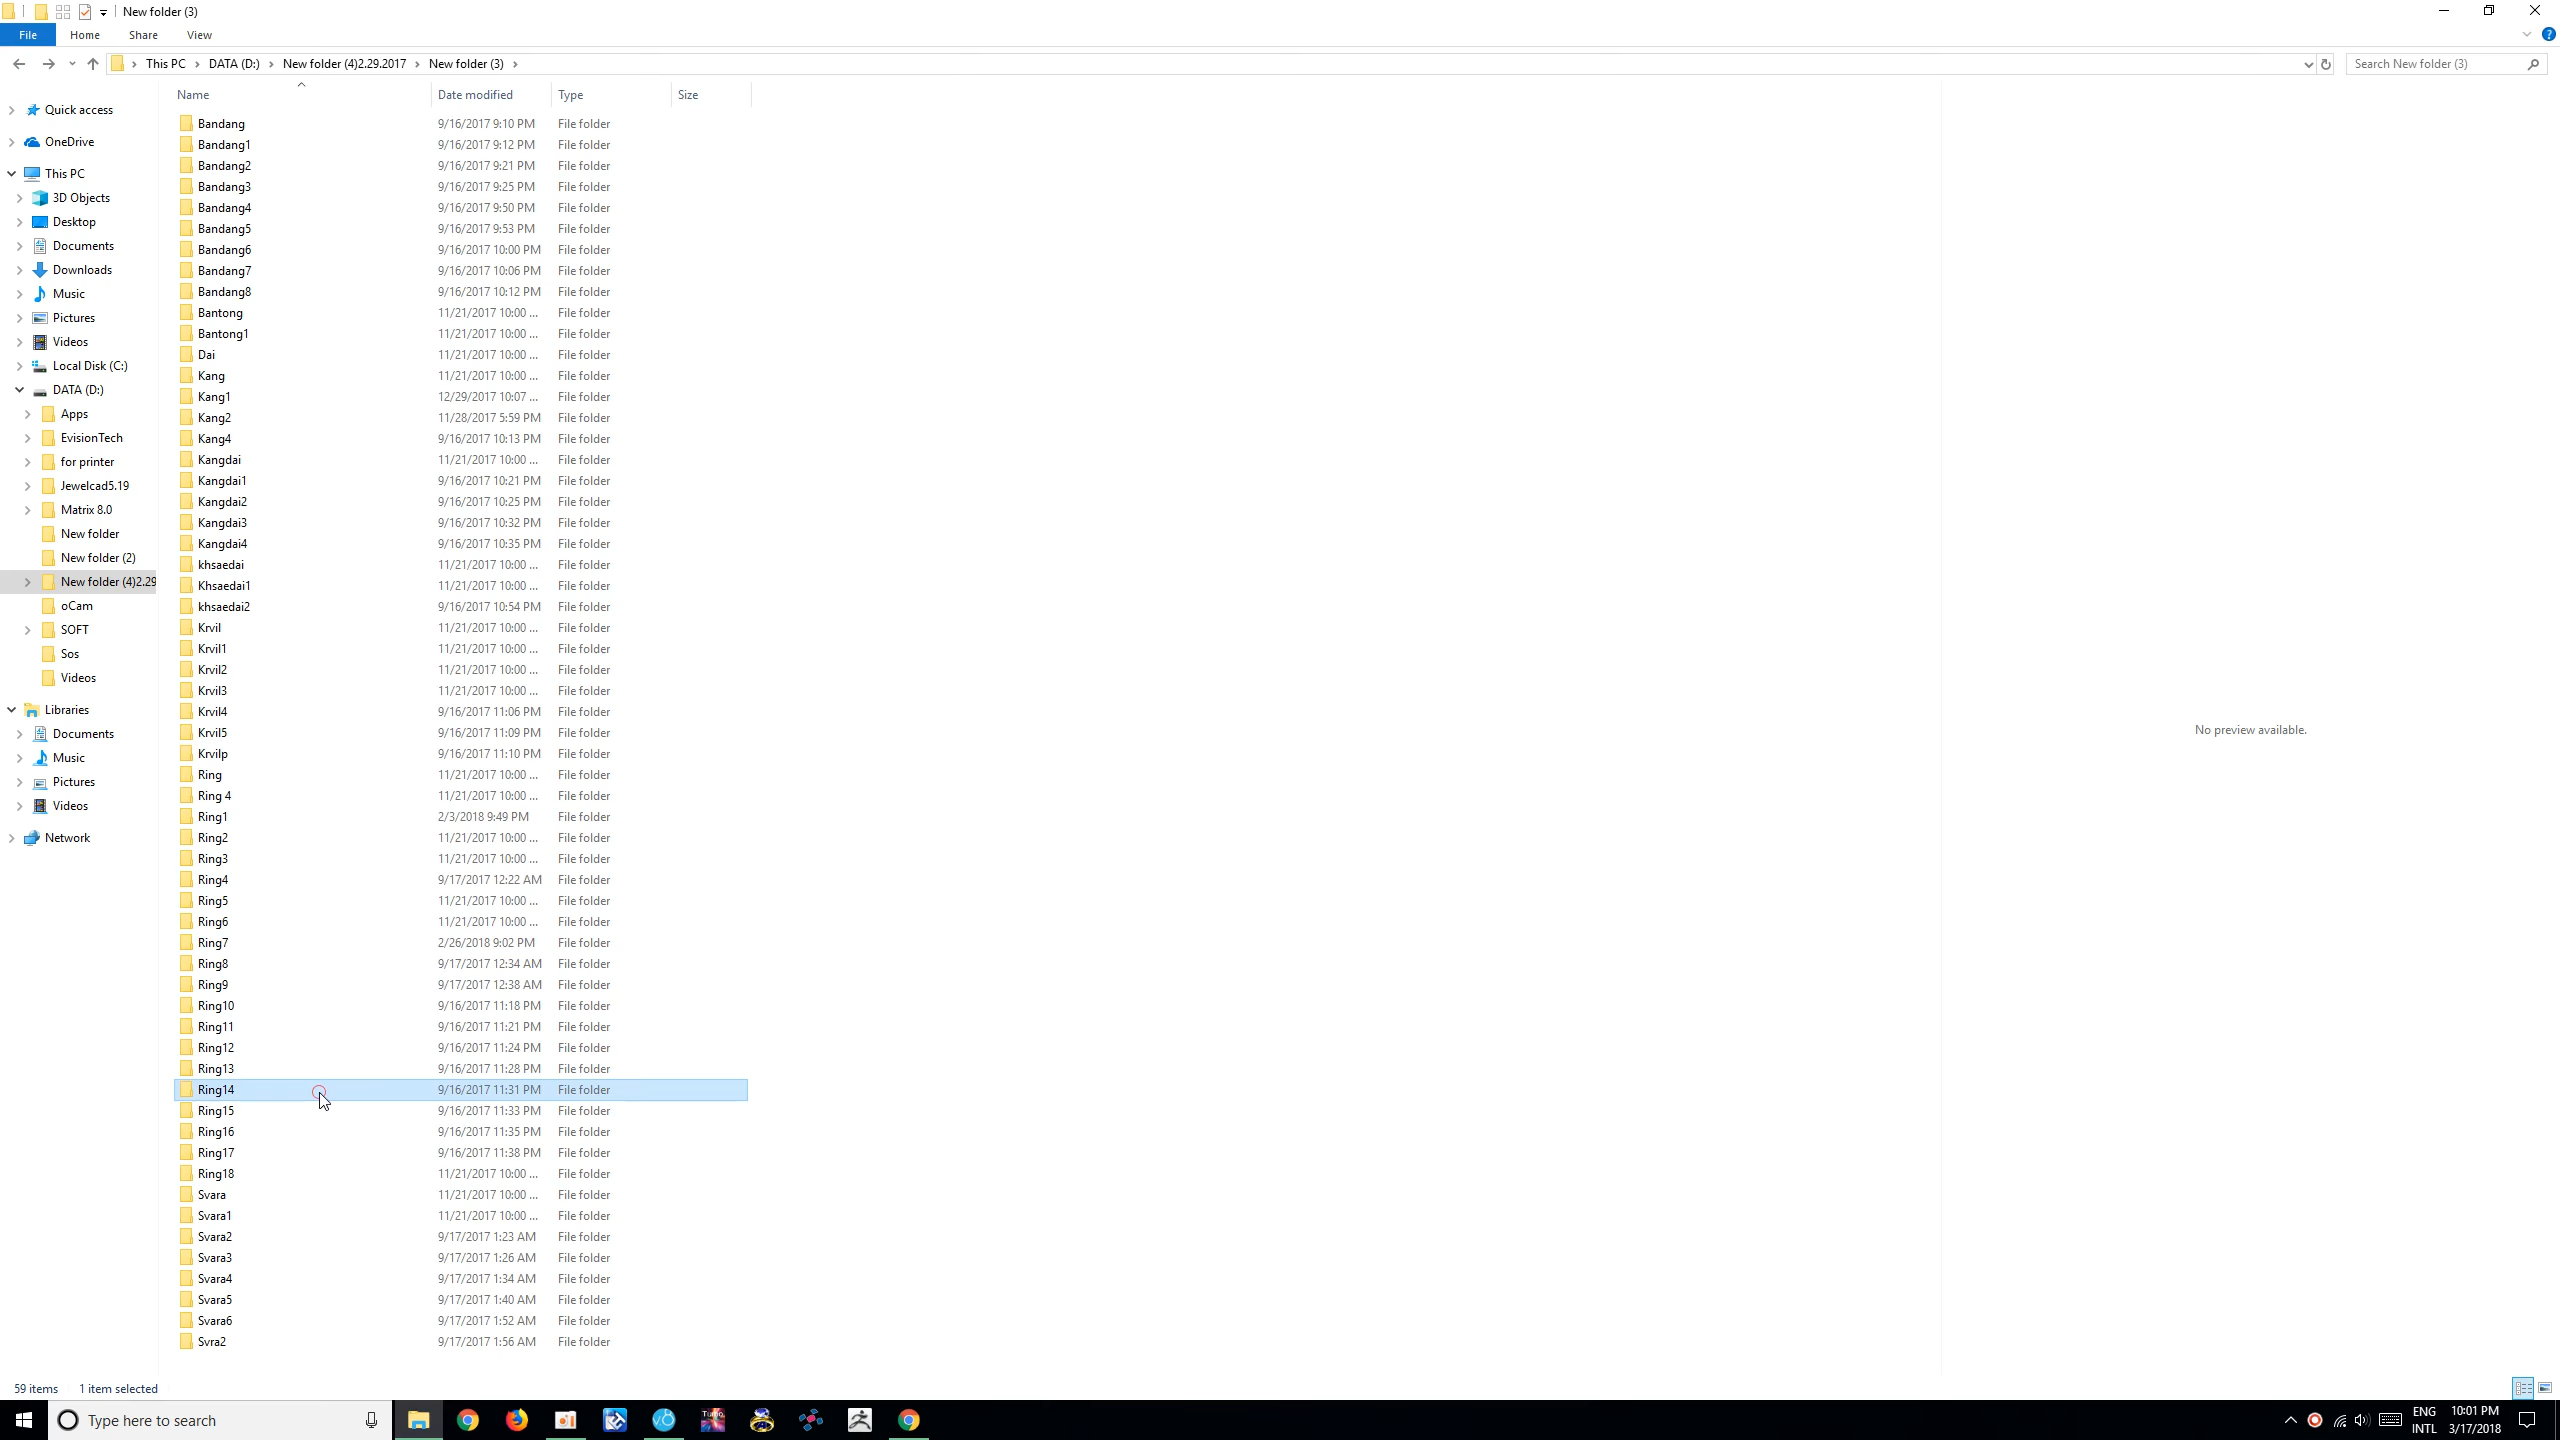 New folder (3)
File Home Share View
This PC DATA (D:) New folder (4)2.29.2017 New folder (3) Search New folder (3)
Name Date modified Type Size
Quick access
OneDrive
This PC
3D Objects
Desktop
Documents
Downloads
Music
Pictures
Videos
Local Disk (C:)
DATA (D:)
Apps
EvisionTech
for printer
Jewelcad5.19
Matrix 8.0
New folder
New folder (2)
New folder (4)2.29
oCam
SOFT
Sos
Videos
Libraries
Documents
Music
Pictures
Videos
Network
Bandang 9/16/2017 9:10 PM File folder
Bandang1 9/16/2017 9:12 PM File folder
Bandang2 9/16/2017 9:21 PM File folder
Bandang3 9/16/2017 9:25 PM File folder
Bandang4 9/16/2017 9:50 PM File folder
Bandang5 9/16/2017 9:53 PM File folder
Bandang6 9/16/2017 10:00 PM File folder
Bandang7 9/16/2017 10:06 PM File folder
Bandang8 9/16/2017 10:12 PM File folder
Bantong 11/21/2017 10:00 ... File folder
Bantong1 11/21/2017 10:00 ... File folder
Dai 11/21/2017 10:00 ... File folder
Kang 11/21/2017 10:00 ... File folder
Kang1 12/29/2017 10:07 ... File folder
Kang2 11/28/2017 5:59 PM File folder
Kang4 9/16/2017 10:13 PM File folder
Kangdai 11/21/2017 10:00 ... File folder
Kangdai1 9/16/2017 10:21 PM File folder
Kangdai2 9/16/2017 10:25 PM File folder
Kangdai3 9/16/2017 10:32 PM File folder
Kangdai4 9/16/2017 10:35 PM File folder
khsaedai 11/21/2017 10:00 ... File folder
Khsaedai1 11/21/2017 10:00 ... File folder
khsaedai2 9/16/2017 10:54 PM File folder
Krvil 11/21/2017 10:00 ... File folder
Krvil1 11/21/2017 10:00 ... File folder
Krvil2 11/21/2017 10:00 ... File folder
Krvil3 11/21/2017 10:00 ... File folder
Krvil4 9/16/2017 11:06 PM File folder
Krvil5 9/16/2017 11:09 PM File folder
Krvilp 9/16/2017 11:10 PM File folder
Ring 11/21/2017 10:00 ... File folder
Ring 4 11/21/2017 10:00 ... File folder
Ring1 2/3/2018 9:49 PM File folder
Ring2 11/21/2017 10:00 ... File folder
Ring3 11/21/2017 10:00 ... File folder
Ring4 9/17/2017 12:22 AM File folder
Ring5 11/21/2017 10:00 ... File folder
Ring6 11/21/2017 10:00 ... File folder
Ring7 2/26/2018 9:02 PM File folder
Ring8 9/17/2017 12:34 AM File folder
Ring9 9/17/2017 12:38 AM File folder
Ring10 9/16/2017 11:18 PM File folder
Ring11 9/16/2017 11:21 PM File folder
Ring12 9/16/2017 11:24 PM File folder
Ring13 9/16/2017 11:28 PM File folder
Ring14 9/16/2017 11:31 PM File folder
Ring15 9/16/2017 11:33 PM File folder
Ring16 9/16/2017 11:35 PM File folder
Ring17 9/16/2017 11:38 PM File folder
Ring18 11/21/2017 10:00 ... File folder
Svara 11/21/2017 10:00 ... File folder
Svara1 11/21/2017 10:00 ... File folder
Svara2 9/17/2017 1:23 AM File folder
Svara3 9/17/2017 1:26 AM File folder
Svara4 9/17/2017 1:34 AM File folder
Svara5 9/17/2017 1:40 AM File folder
Svara6 9/17/2017 1:52 AM File folder
Svra2 9/17/2017 1:56 AM File folder
No preview available.
59 items 1 item selected
Type here to search
ENG 10:01 PM
INTL 3/17/2018